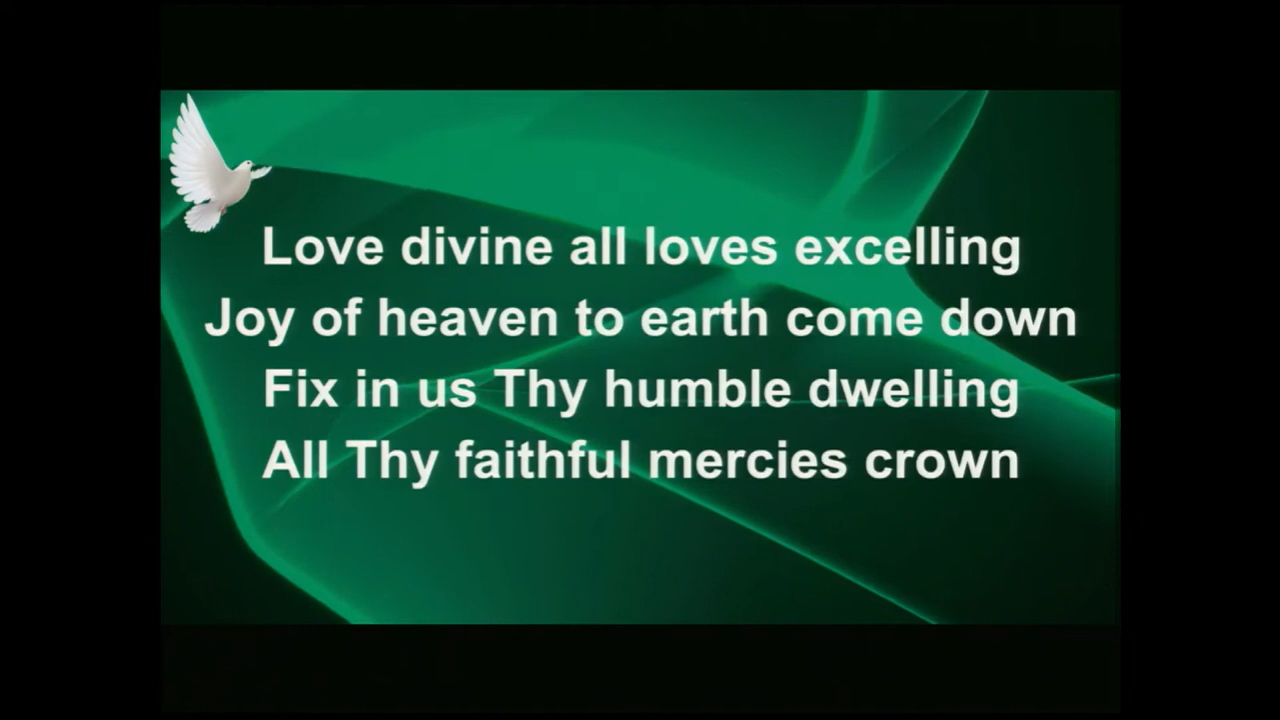 Love divine all loves excelling
Joy of heaven to earth come down
Fix in us Thy humble dwelling
All Thy faithful mercies crown